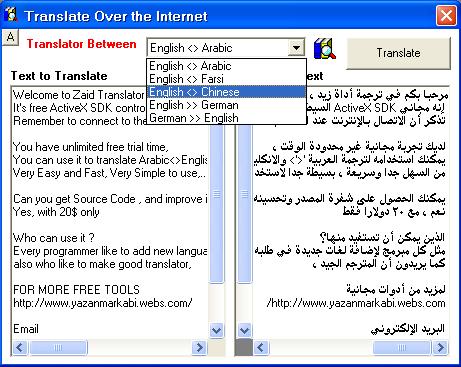 Translate Over the Internet
A
Translator Between
English <> Arabic
Translate
English <> Arabic
English <> Farsi
English <> Chinese
English >> German
German >> English
Text to Translate
Welcome to Zaid Translator
It's free ActiveX SDK contro
Remember to connect to the
You have unlimited free trial time,
You can use it to translate Arabic<>Englis
Very Easy and Fast, Very Simple to use,..
Can you get Source Code , and improve i
Yes, with 20$ only
Who can use it ?
Every programmer like to add new langua
also who like to make good translator,
FOR MORE FREE TOOLS
http://www.yazanmarkabi.webs.com/
Email
ext
مرحبا بكم في ترجمة أداة زيد ،
إنه مجاني ActiveX SDK
تذكر أن الاتصال بالإنترنت عند
لديك تجربة مجانية غير محدودة الوقت ،
يمكنك استخدامه لترجمة العربية '<'> والانكلي
من السهل جدا وسريعة ، بسيطة جدا لاستخد
يمكنك الحصول على شفرة المصدر وتحسينه
نعم ، مع ٢٠ دولارا فقط
الذين يمكن أن تستفيد منها؟
مثل كل مبرمج لإضافة لغات جديدة في طلبه
كما يريدون أن المترجم الجيد ،
لمزيد من أدوات مجانية
http://www.yazanmarkabi.webs.com/
البريد الإلكتروني